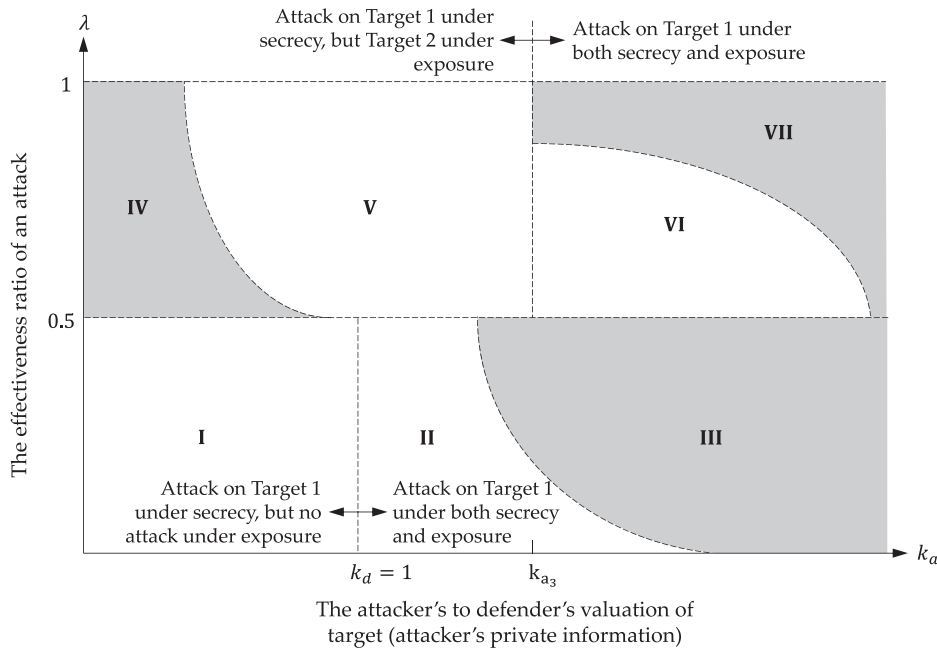 Attack on Target 1 under
secrecy, but Target 2 under
exposure
Attack on Target 1 under
both secrecy and exposure
λ
1
VII
IV
V
VI
0.5
The effectiveness ratio of an attack
I
II
III
Attack on Target 1
under secrecy, but no
attack under exposure
Attack on Target 1
under both secrecy
and exposure
k_d = 1
k_{a_3}
k_a
The attacker's to defender's valuation of
target (attacker's private information)